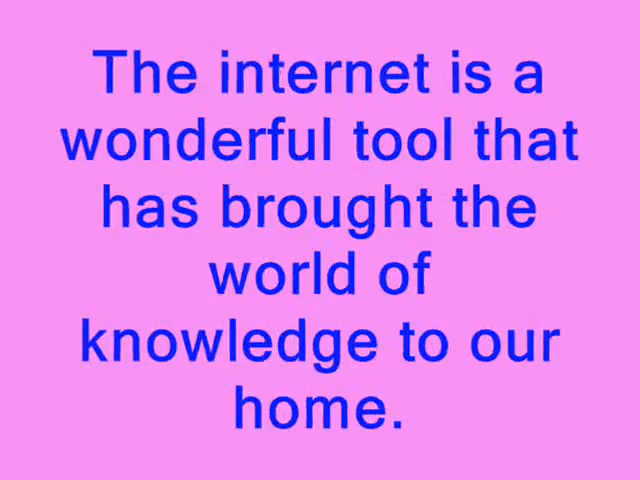 The internet is a
wonderful tool that
has brought the
world of
knowledge to our
home.